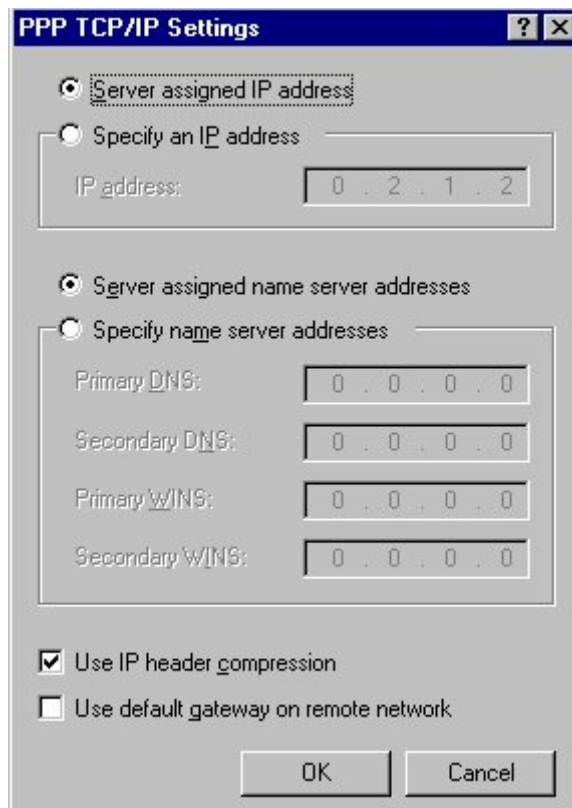 PPP TCP/IP Settings
Server assigned IP address
Specify an IP address
IP address: 0 . 2 . 1 . 2
Server assigned name server addresses
Specify name server addresses
Primary DNS: 0 . 0 . 0 . 0
Secondary DNS: 0 . 0 . 0 . 0
Primary WINS: 0 . 0 . 0 . 0
Secondary WINS: 0 . 0 . 0 . 0
Use IP header compression
Use default gateway on remote network
OK Cancel